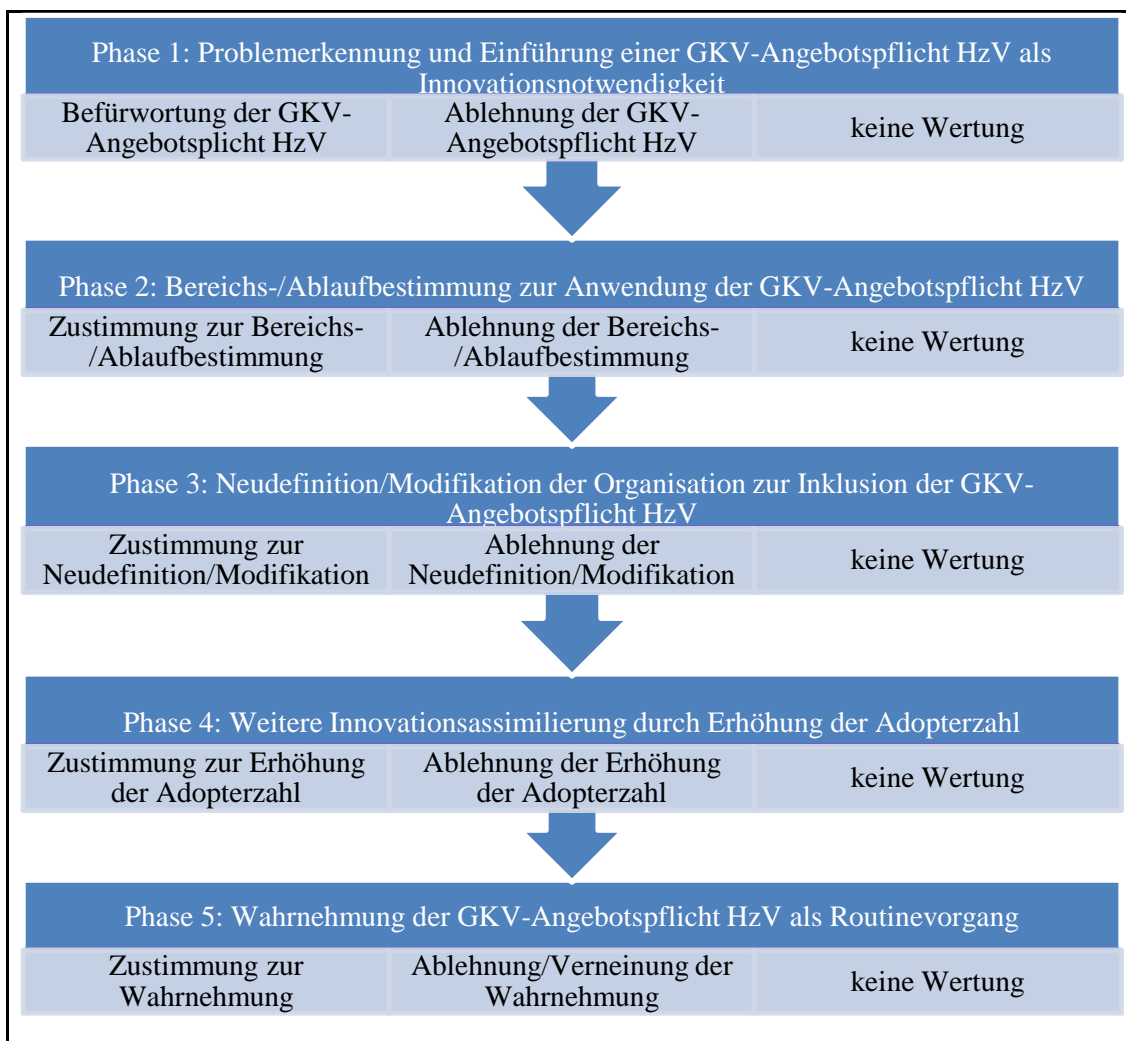 Phase 1: Problemerkennung und Einführung einer GKV-Angebotspflicht HzV als
Innovationsnotwendigkeit
Befürwortung der GKV-
Angebotsplicht HzV
Ablehnung der GKV-
Angebotspflicht HzV
keine Wertung
Phase 2: Bereichs-/Ablaufbestimmung zur Anwendung der GKV-Angebotspflicht HzV
Zustimmung zur Bereichs-
/Ablaufbestimmung
Ablehnung der Bereichs-
/Ablaufbestimmung
keine Wertung
Phase 3: Neudefinition/Modifikation der Organisation zur Inklusion der GKV-
Angebotspflicht HzV
Zustimmung zur
Neudefinition/Modifikation
Ablehnung der
Neudefinition/Modifikation
keine Wertung
Phase 4: Weitere Innovationsassimilierung durch Erhöhung der Adopterzahl
Zustimmung zur Erhöhung
der Adopterzahl
Ablehnung der Erhöhung
der Adopterzahl
keine Wertung
Phase 5: Wahrnehmung der GKV-Angebotspflicht HzV als Routinevorgang
Zustimmung zur
Wahrnehmung
Ablehnung/Verneinung der
Wahrnehmung
keine Wertung